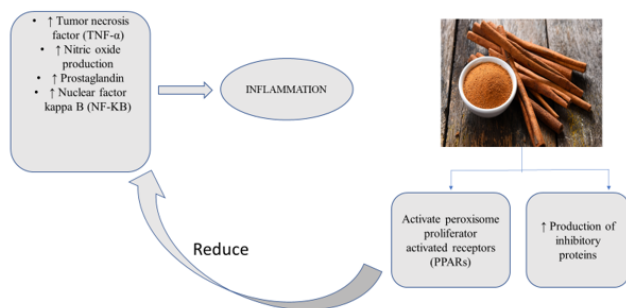 • ↑ Tumor necrosis
factor (TNF-α)
• ↑ Nitric oxide
production
• ↑ Prostaglandin
• ↑ Nuclear factor
kappa B (NF-KB)
INFLAMMATION
Activate peroxisome
proliferator
activated receptors
(PPARs)
↑ Production of
inhibitory
proteins
Reduce